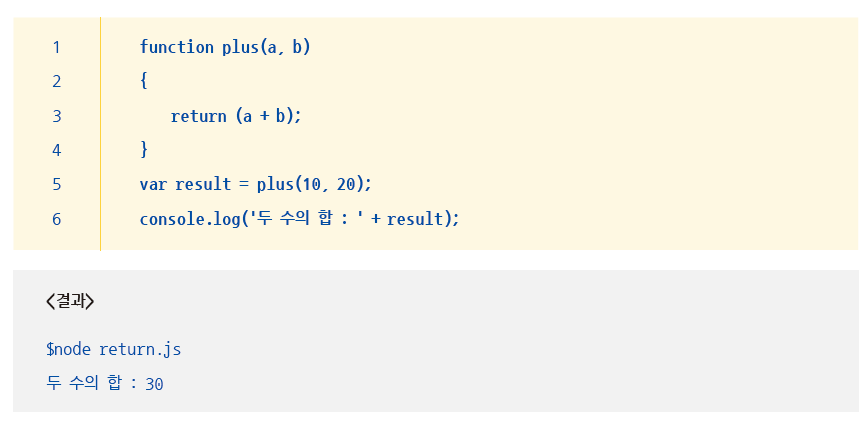 1 function plus(a, b)
2 {
3 return (a + b);
4 }
5 var result = plus(10, 20);
6 console.log('두 수의 합 : ' + result);
<결과>
$node return.js
두 수의 합 : 30